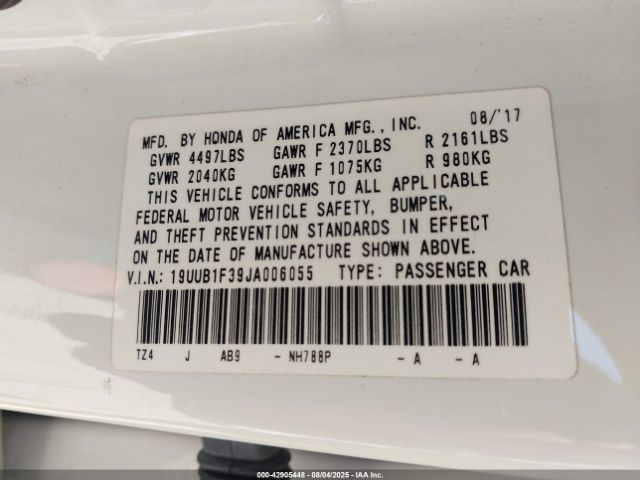 MFD. BY HONDA OF AMERICA MFG., INC. 08/'17
GVWR 4497LBS GAWR F 2370LBS R 2161LBS
GVWR 2040KG GAWR F 1075KG R 980KG
THIS VEHICLE CONFORMS TO ALL APPLICABLE
FEDERAL MOTOR VEHICLE SAFETY, BUMPER,
AND THEFT PREVENTION STANDARDS IN EFFECT
ON THE DATE OF MANUFACTURE SHOWN ABOVE.
V.I.N.: 19UUB1F39JA006055 TYPE: PASSENGER CAR
TZ4 J AB9 - NH788P - A - A
000-42905448 - 08/04/2025 - IAA Inc.